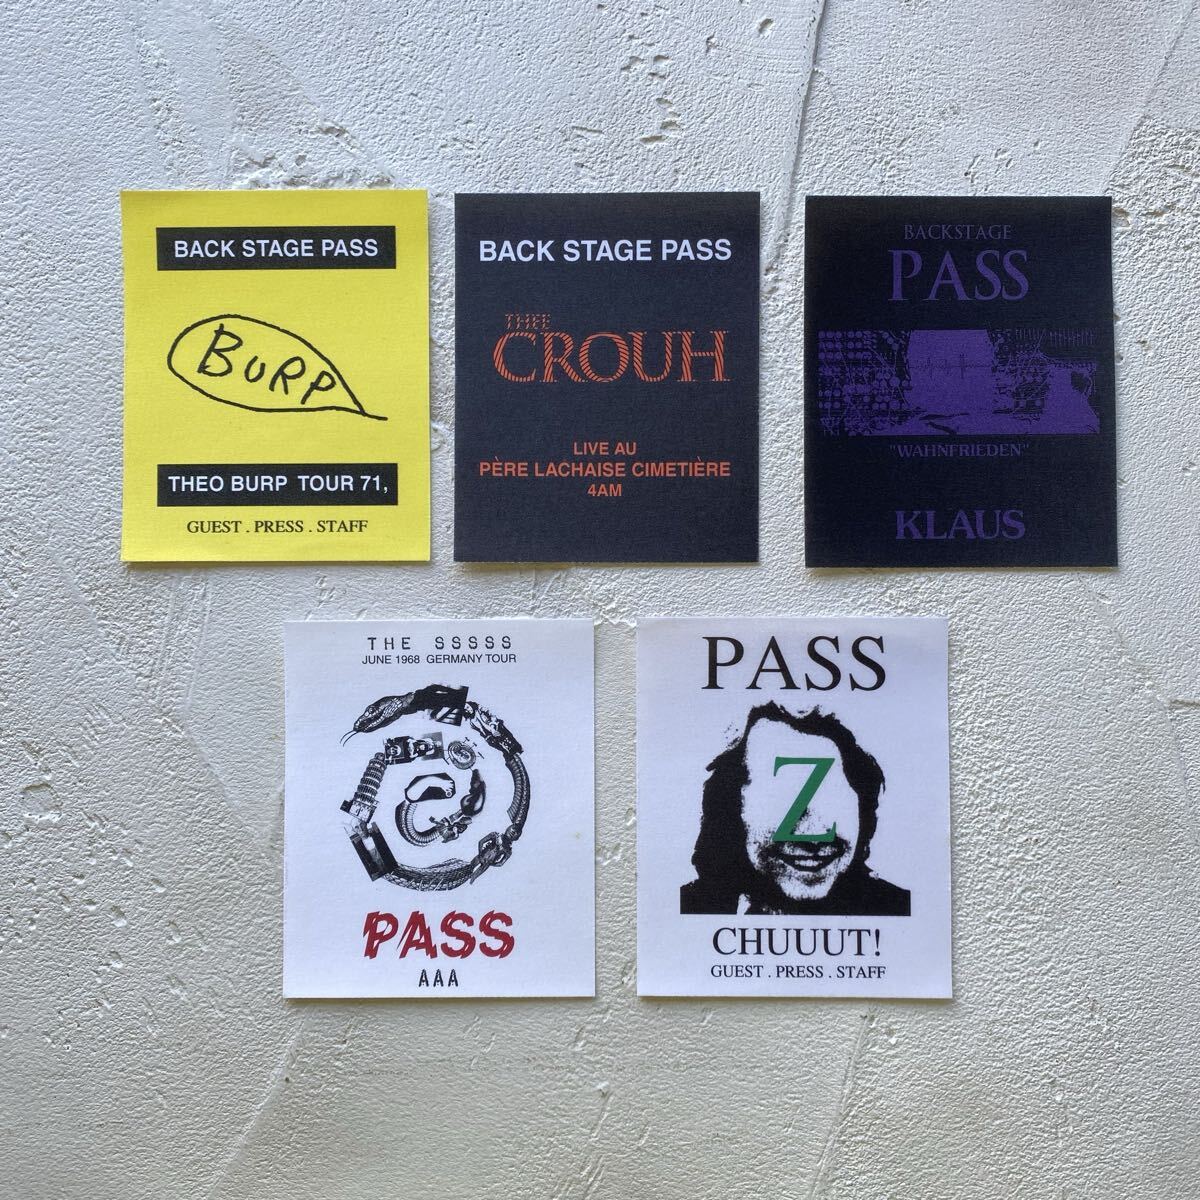 BACK STAGE PASS
BURP
THEO BURP TOUR 71,
GUEST . PRESS . STAFF
BACK STAGE PASS
THEE
CROUH
LIVE AU
PÈRE LACHAISE CIMETIÈRE
4AM
BACKSTAGE
PASS
"WAHNFRIEDEN"
KLAUS
THE SSSSS
JUNE 1968 GERMANY TOUR
PASS
AAA
PASS
Z
CHUUUT!
GUEST . PRESS . STAFF